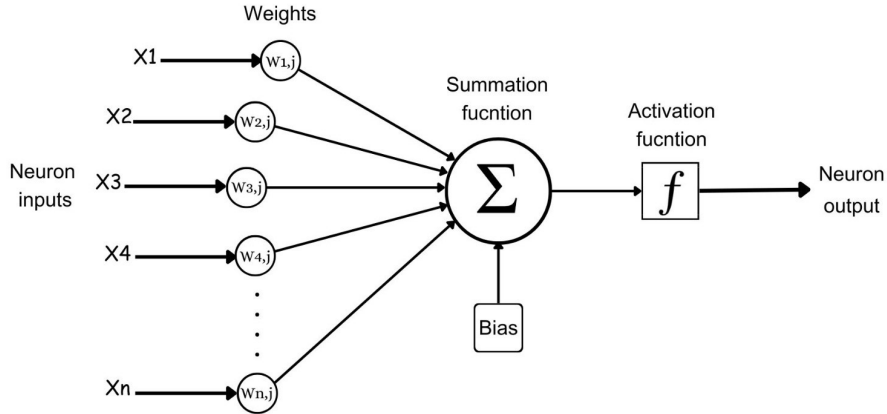 Weights
X1
W1,j
X2
W2,j
Neuron
inputs
X3
W3,j
X4
W4,j
Xn
Wn,j
Summation
fucntion
Σ
Bias
Activation
fucntion
f
Neuron
output